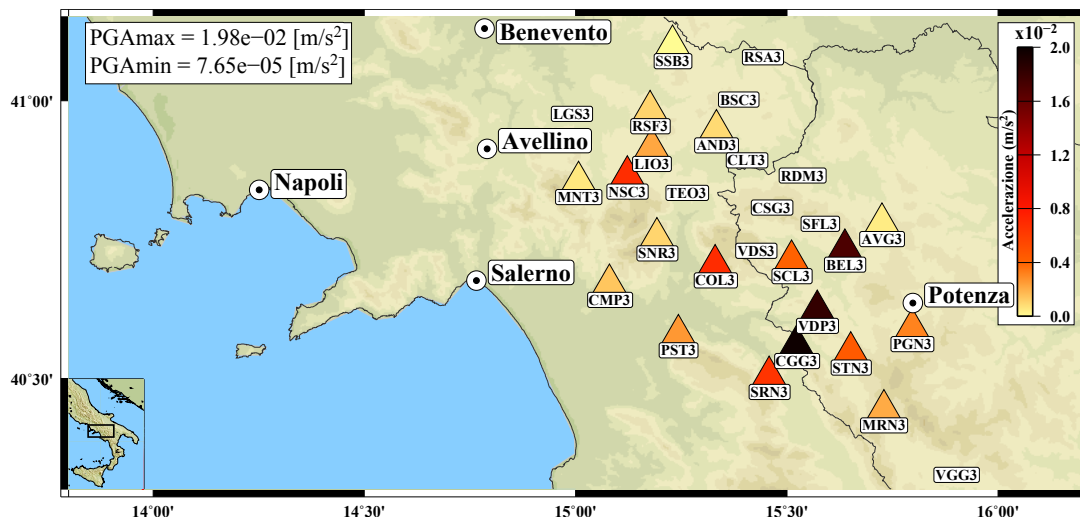 PGAmax = 1.98e−02 [m/s²]
PGAmin = 7.65e−05 [m/s²]
Benevento
Avellino
Napoli
Salerno
Potenza
SSB3
RSA3
LGS3
RSF3
BSC3
AND3
LIO3
CLT3
MNT3
NSC3
TEO3
RDM3
CSG3
SFL3
AVG3
SNR3
VDS3
BEL3
COL3
SCL3
CMP3
VDP3
PST3
CGG3
STN3
PGN3
SRN3
MRN3
VGG3
×10⁻²
2.0
1.6
1.2
0.8
0.4
0.0
Accelerazione (m/s²)
41˚00'
40˚30'
14˚00'
14˚30'
15˚00'
15˚30'
16˚00'